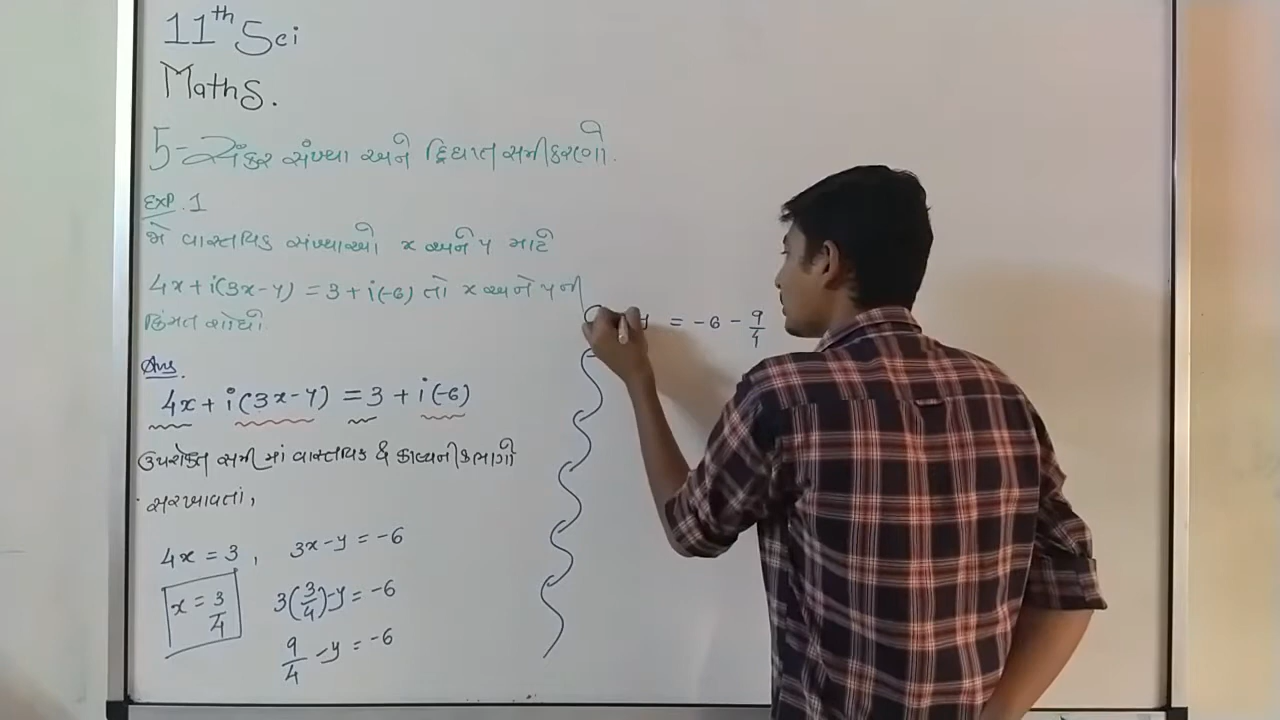 11th Sci
Maths.
5 - સંકર સંખ્યા અને દ્વિઘાત સમીકરણો.
Exp. 1
જો વાસ્તવિક સંખ્યાઓ x અને y માટે
4x + i(3x-y) = 3 + i(-6) તો x અને y ની
કિંમત શોધો.
Ans.
4x + i(3x-y) = 3 + i(-6)
ઉપરોક્ત સમી માં વાસ્તવિક & કાલ્પનીક ભાગો
સરખાવતાં,
4x = 3 , 3x-y = -6
x = 3/4
3(3/4)-y = -6
9/4 -y = -6
y = -6 - 9/4